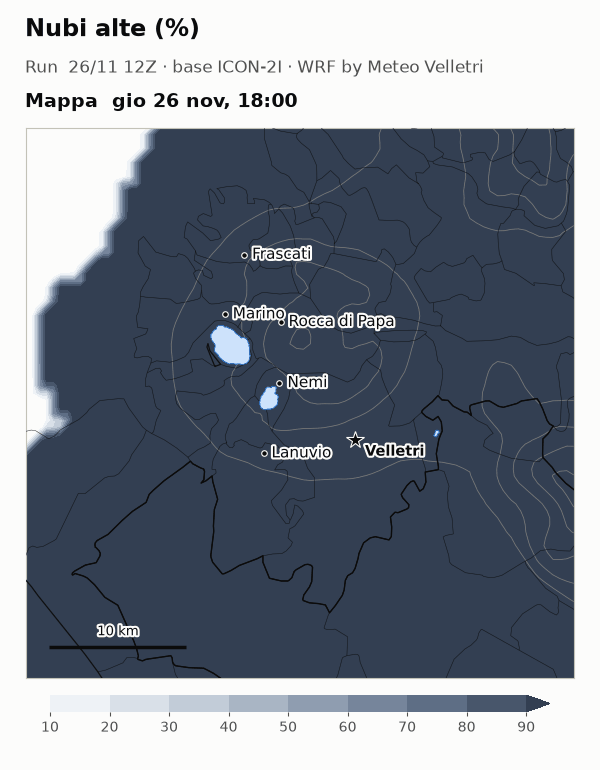 Nubi alte (%)
Run  26/11 12Z · base ICON-2I · WRF by Meteo Velletri
Mappa  gio 26 nov, 18:00
Frascati
Marino
Rocca di Papa
Nemi
Velletri
Lanuvio
10 km
10 20 30 40 50 60 70 80 90